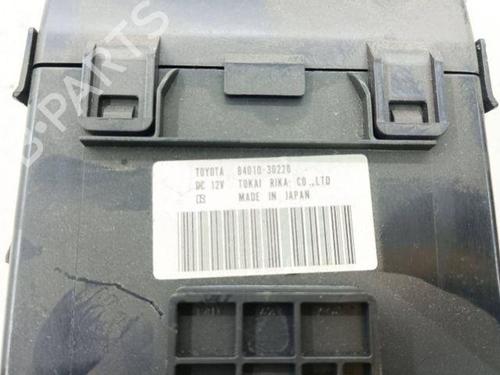 TOYOTA 84010-30220
DC 12V TOKAI RIKA CO.,LTD
MADE IN JAPAN
B-PARTS